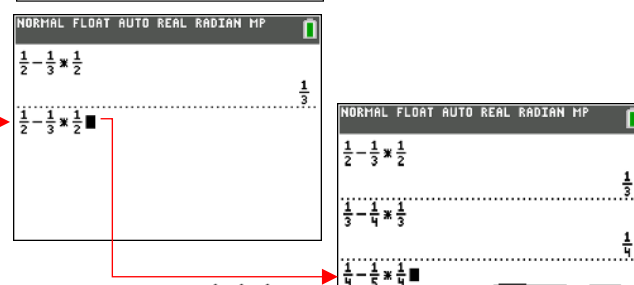 NORMAL FLOAT AUTO REAL RADIAN MP
1/2 - 1/3 * 1/2
1/3
1/2 - 1/3 * 1/2
NORMAL FLOAT AUTO REAL RADIAN MP
1/2 - 1/3 * 1/2
1/3
1/3 - 1/4 * 1/3
1/4
1/4 - 1/5 * 1/4